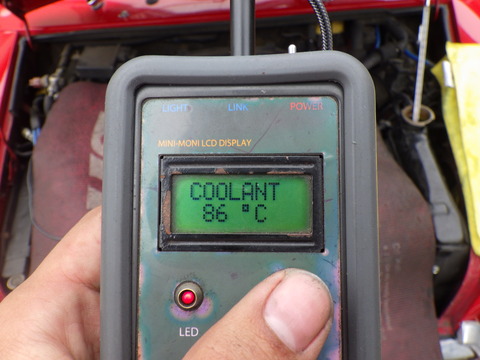 LIGHT LINK POWER
MINI-MONI LCD DISPLAY
COOLANT
86 °C
LED